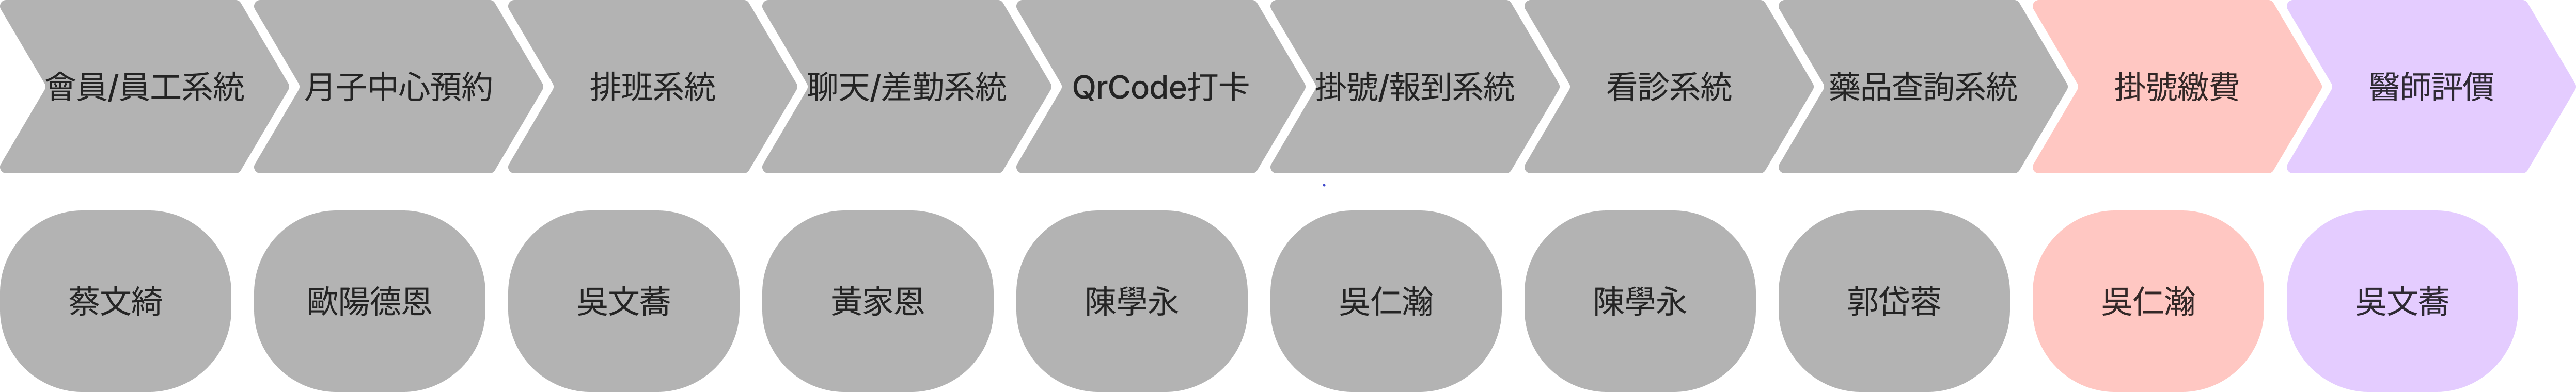 會員/員工系統
月子中心預約
排班系統
聊天/差勤系統
QrCode打卡
掛號/報到系統
看診系統
藥品查詢系統
掛號繳費
醫師評價
蔡文綺
歐陽德恩
吳文蕎
黃家恩
陳學永
吳仁瀚
陳學永
郭岱蓉
吳仁瀚
吳文蕎